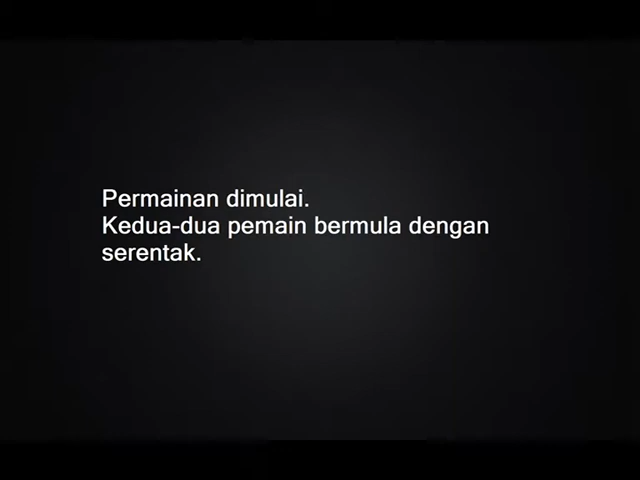 Permainan dimulai.
Kedua-dua pemain bermula dengan
serentak.